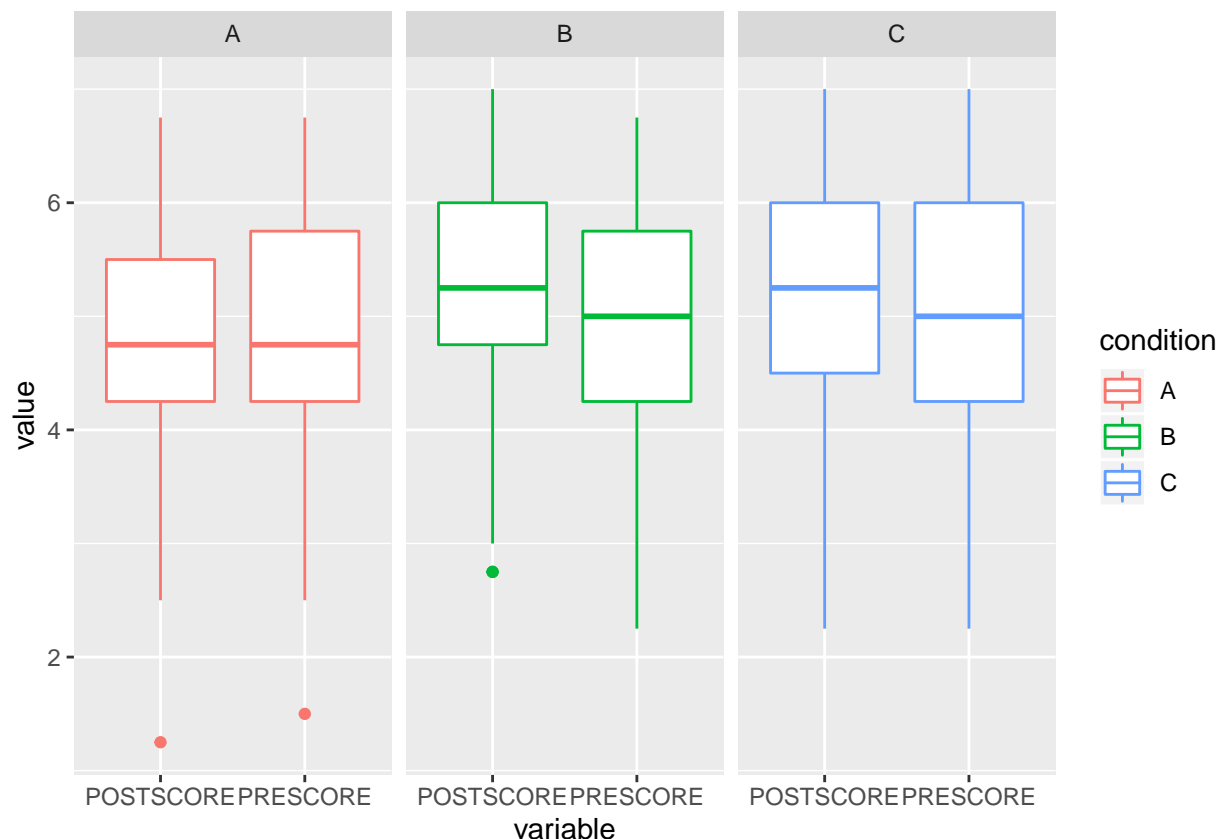 A B C
6
4
2
value
POSTSCORE PRESCORE POSTSCORE PRESCORE POSTSCORE PRESCORE
variable
condition
A
B
C